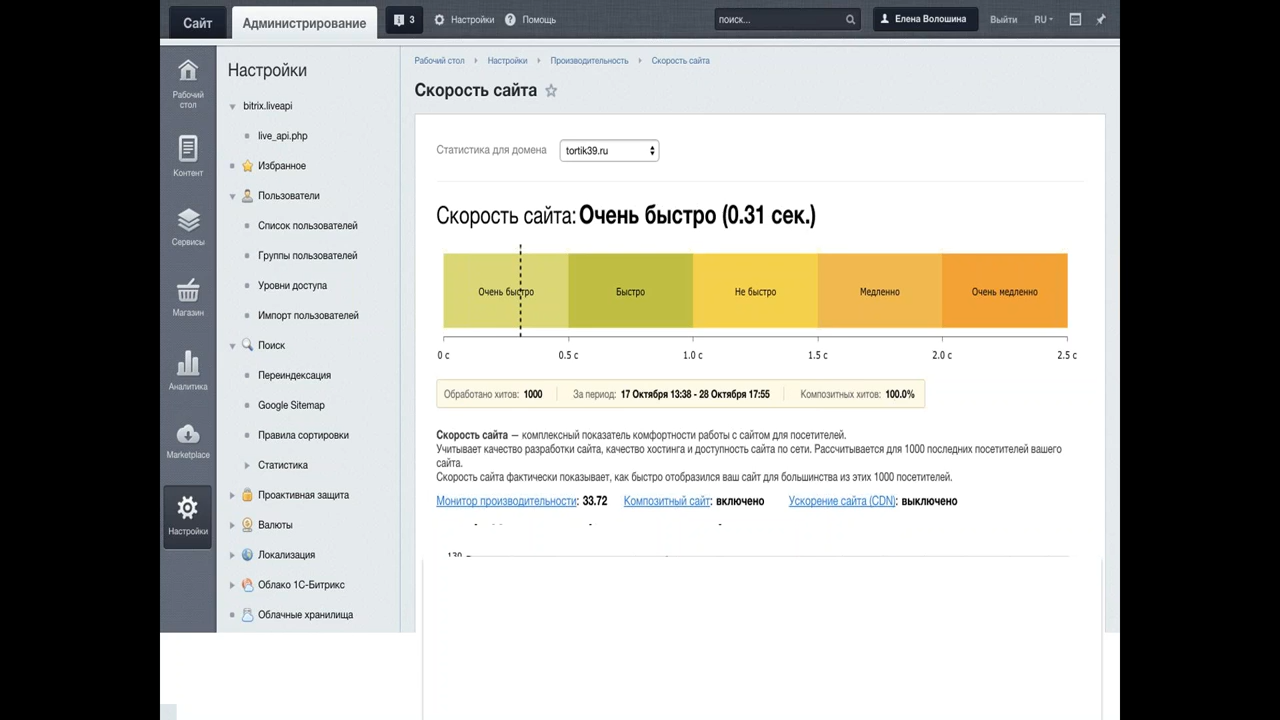 Сайт
Администрирование
3
Настройки
Помощь
поиск...
Елена Волошина
Выйти
RU
Рабочий стол
Контент
Сервисы
Магазин
Аналитика
Marketplace
Настройки
Настройки
bitrix.liveapi
live_api.php
Избранное
Пользователи
Список пользователей
Группы пользователей
Уровни доступа
Импорт пользователей
Поиск
Переиндексация
Google Sitemap
Правила сортировки
Статистика
Проактивная защита
Валюты
Локализация
Облако 1С-Битрикс
Облачные хранилища
Рабочий стол Настройки Производительность Скорость сайта
Скорость сайта
Статистика для домена tortik39.ru
Скорость сайта: Очень быстро (0.31 сек.)
Очень быстро Быстро Не быстро Медленно Очень медленно
0 с 0.5 с 1.0 с 1.5 с 2.0 с 2.5 с
Обработано хитов: 1000 За период: 17 Октября 13:38 - 28 Октября 17:55 Композитных хитов: 100.0%
Скорость сайта — комплексный показатель комфортности работы с сайтом для посетителей.
Учитывает качество разработки сайта, качество хостинга и доступность сайта по сети. Рассчитывается для 1000 последних посетителей вашего
сайта.
Скорость сайта фактически показывает, как быстро отобразился ваш сайт для большинства из этих 1000 посетителей.
Монитор производительности: 33.72 Композитный сайт: включено Ускорение сайта (CDN): выключено